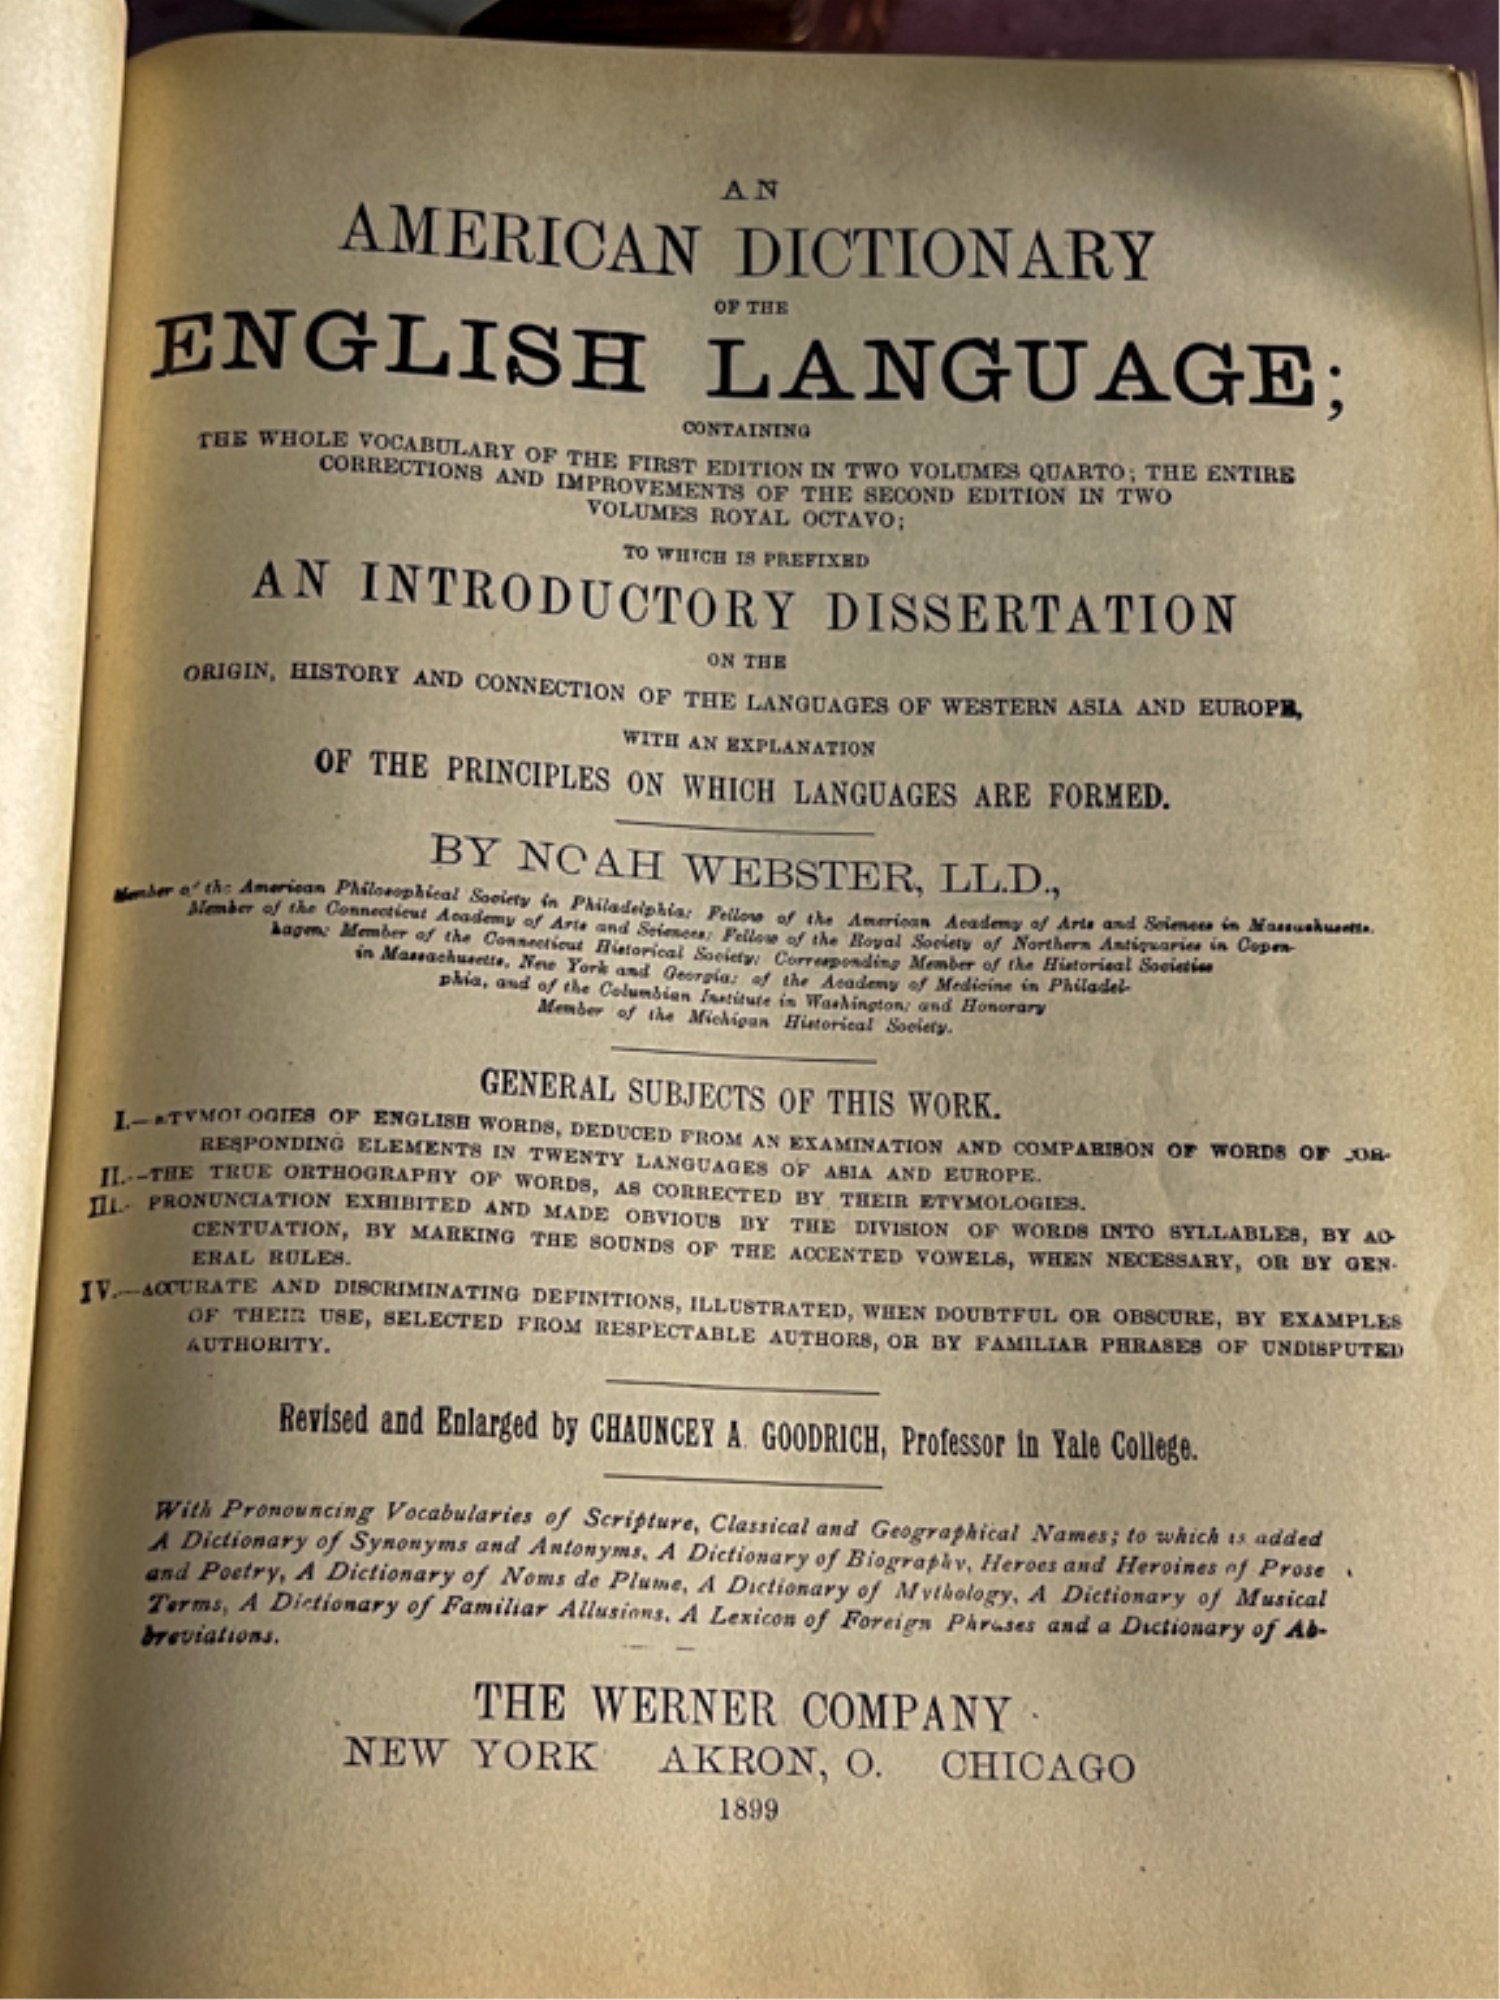 AN
AMERICAN DICTIONARY
OF THE
ENGLISH LANGUAGE;
CONTAINING
THE WHOLE VOCABULARY OF THE FIRST EDITION IN TWO VOLUMES QUARTO; THE ENTIRE
CORRECTIONS AND IMPROVEMENTS OF THE SECOND EDITION IN TWO
VOLUMES ROYAL OCTAVO;
TO WHICH IS PREFIXED
AN INTRODUCTORY DISSERTATION
ON THE
ORIGIN, HISTORY AND CONNECTION OF THE LANGUAGES OF WESTERN ASIA AND EUROPE,
WITH AN EXPLANATION
OF THE PRINCIPLES ON WHICH LANGUAGES ARE FORMED.
BY NOAH WEBSTER, LL.D.,
Member of the American Philosophical Society in Philadelphia; Fellow of the American Academy of Arts and Sciences in Massachusetts.
Member of the Connecticut Academy of Arts and Sciences; Fellow of the Royal Society of Northern Antiquaries in Copen-
hagen; Member of the Connecticut Historical Society; Corresponding Member of the Historical Societies
in Massachusetts, New York and Georgia; of the Academy of Medicine in Philadel-
phia, and of the Columbian Institute in Washington; and Honorary
Member of the Michigan Historical Society.
GENERAL SUBJECTS OF THIS WORK.
I.—ETYMOLOGIES OF ENGLISH WORDS, DEDUCED FROM AN EXAMINATION AND COMPARISON OF WORDS OF COR-
RESPONDING ELEMENTS IN TWENTY LANGUAGES OF ASIA AND EUROPE.
II.—THE TRUE ORTHOGRAPHY OF WORDS, AS CORRECTED BY THEIR ETYMOLOGIES.
III.- PRONUNCIATION EXHIBITED AND MADE OBVIOUS BY THE DIVISION OF WORDS INTO SYLLABLES, BY AC-
CENTUATION, BY MARKING THE SOUNDS OF THE ACCENTED VOWELS, WHEN NECESSARY, OR BY GEN-
ERAL RULES.
IV.—ACCURATE AND DISCRIMINATING DEFINITIONS, ILLUSTRATED, WHEN DOUBTFUL OR OBSCURE, BY EXAMPLES
OF THEIR USE, SELECTED FROM RESPECTABLE AUTHORS, OR BY FAMILIAR PHRASES OF UNDISPUTED
AUTHORITY.
Revised and Enlarged by CHAUNCEY A. GOODRICH, Professor in Yale College.
With Pronouncing Vocabularies of Scripture, Classical and Geographical Names; to which is added
A Dictionary of Synonyms and Antonyms, A Dictionary of Biography, Heroes and Heroines of Prose
and Poetry, A Dictionary of Noms de Plume, A Dictionary of Mythology, A Dictionary of Musical
Terms, A Dictionary of Familiar Allusions, A Lexicon of Foreign Phrases and a Dictionary of Ab-
breviations.
THE WERNER COMPANY
NEW YORK AKRON, O. CHICAGO
1899